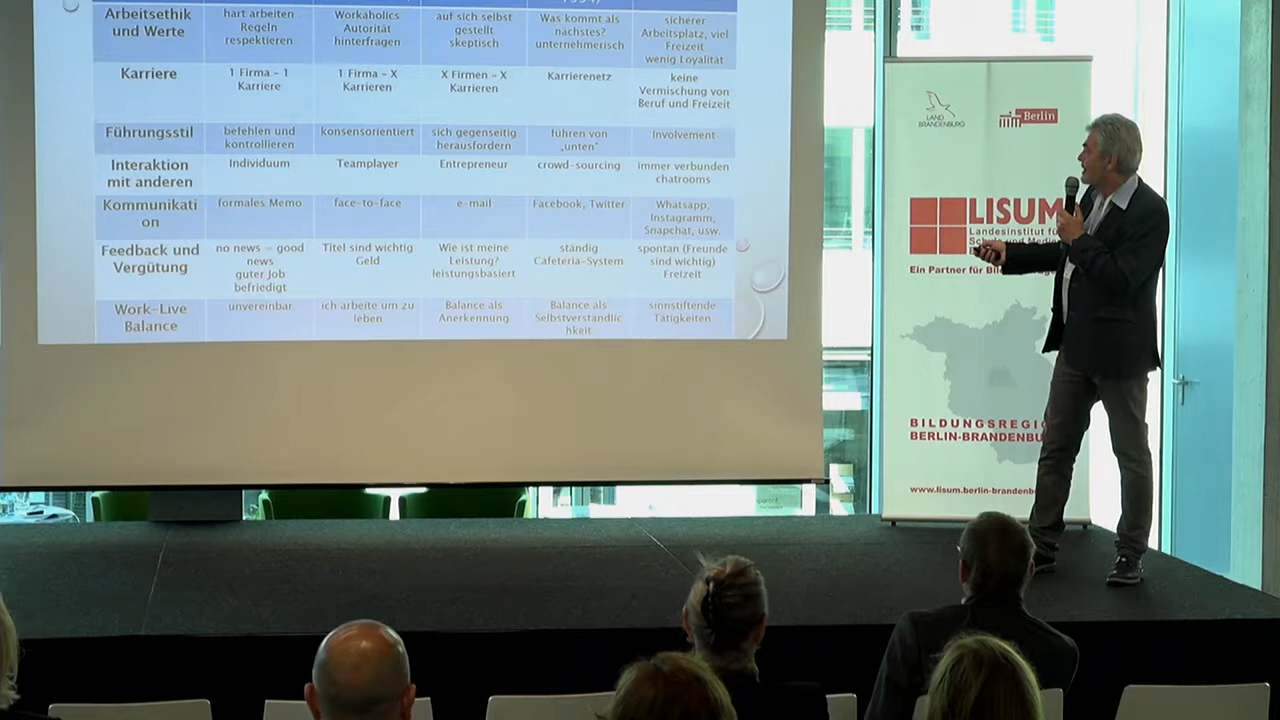 Arbeitsethik
und Werte
hart arbeiten
Regeln
respektieren
Workaholics
Autorität
hinterfragen
auf sich selbst
gestellt
skeptisch
Was kommt als
nächstes?
unternehmerisch
sicherer
Arbeitsplatz, viel
Freizeit
wenig Loyalität
Karriere
1 Firma – 1
Karriere
1 Firma – X
Karrieren
X Firmen – X
Karrieren
Karrierenetz
keine
Vermischung von
Beruf und Freizeit
Führungsstil
befehlen und
kontrollieren
konsensorientiert
sich gegenseitig
herausfordern
führen von
„unten"
Involvement
Interaktion
mit anderen
Individuum
Teamplayer
Entrepreneur
crowd-sourcing
immer verbunden
chatrooms
Kommunikati
on
formales Memo
face-to-face
e-mail
Facebook, Twitter
Whatsapp,
Instagramm,
Snapchat, usw.
Feedback und
Vergütung
no news = good
news
guter Job
befriedigt
Titel sind wichtig
Geld
Wie ist meine
Leistung?
leistungsbasiert
ständig
Cafeteria-System
spontan (Freunde
sind wichtig)
Freizeit
Work-Live
Balance
unvereinbar
ich arbeite um zu
leben
Balance als
Anerkennung
Balance als
Selbstverständlic
hkeit
sinnstiftende
Tätigkeiten
LAND
BRANDENBURG
Berlin
LISUM
Landesinstitut fü
Ein Partner für
BILDUNGSREGI
BERLIN-BRANDENBU
www.lisum.berlin-brandenb